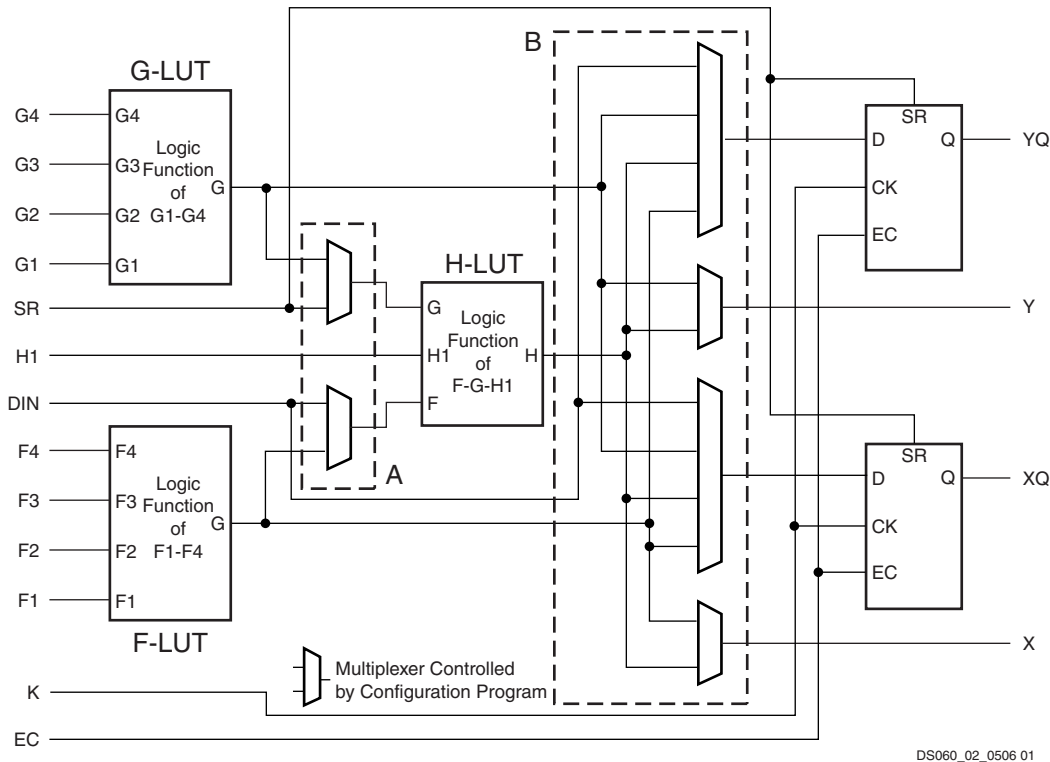 B
G-LUT
G4
G3
G2
G1
G4
G3
G2
G1
Logic
Function
of
G1-G4
G
SR
H1
DIN
H-LUT
G
H1
F
Logic
Function
of
F-G-H1
H
A
F4
F3
F2
F1
F4
F3
F2
F1
Logic
Function
of
F1-F4
G
F-LUT
SR
D
CK
EC
Q
YQ
Y
SR
D
CK
EC
Q
XQ
X
Multiplexer Controlled
by Configuration Program
K
EC
DS060_02_0506 01